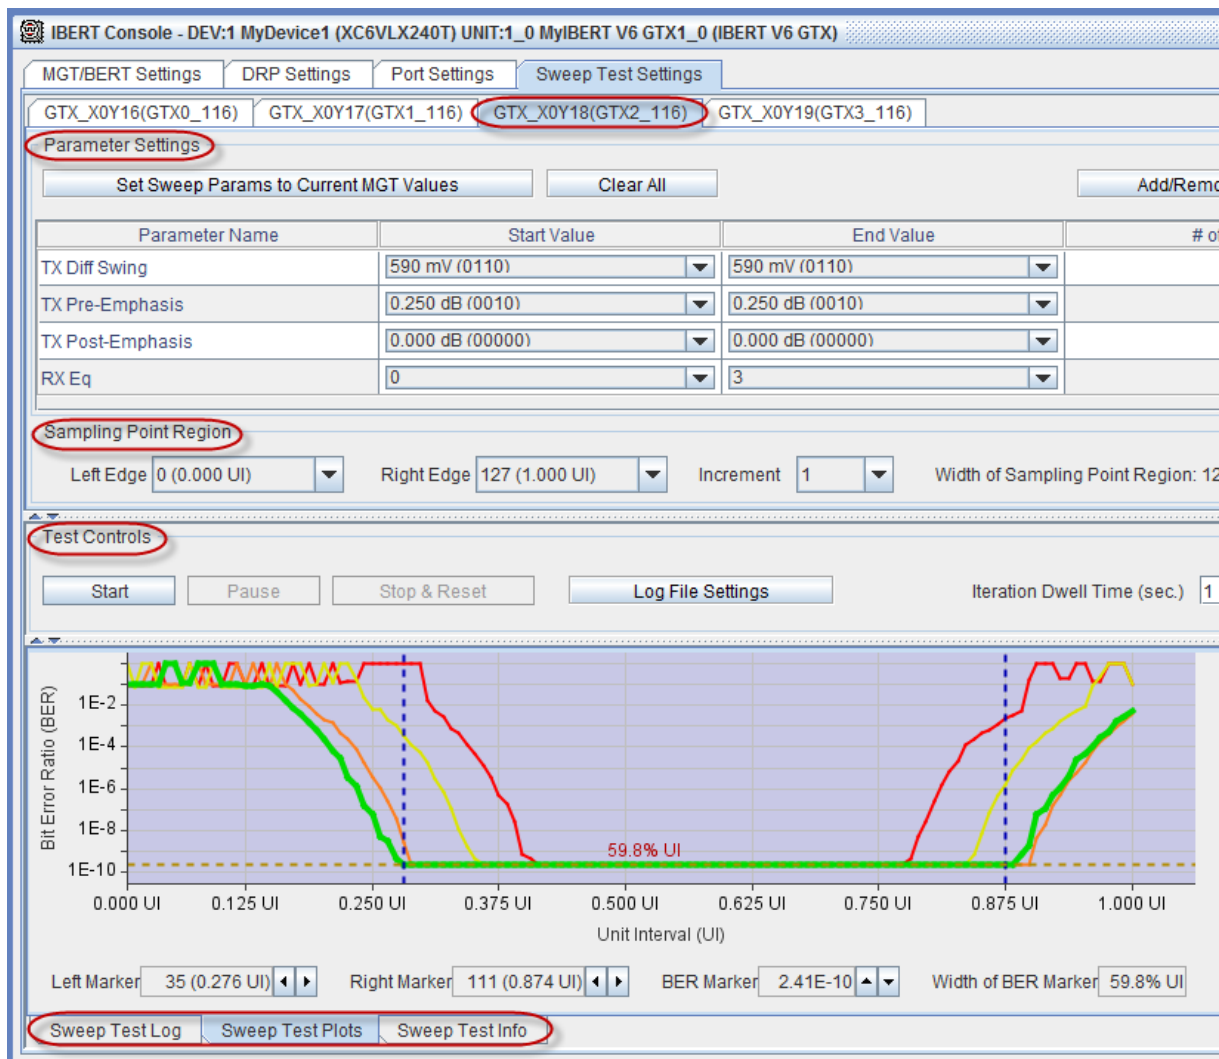 IBERT Console - DEV:1 MyDevice1 (XC6VLX240T) UNIT:1_0 MyIBERT V6 GTX1_0 (IBERT V6 GTX)
MGT/BERT Settings DRP Settings Port Settings Sweep Test Settings
GTX_X0Y16(GTX0_116) GTX_X0Y17(GTX1_116) GTX_X0Y18(GTX2_116) GTX_X0Y19(GTX3_116)
Parameter Settings
Set Sweep Params to Current MGT Values Clear All Add/Remo
Parameter Name Start Value End Value # of
TX Diff Swing 590 mV (0110) 590 mV (0110)
TX Pre-Emphasis 0.250 dB (0010) 0.250 dB (0010)
TX Post-Emphasis 0.000 dB (00000) 0.000 dB (00000)
RX Eq 0 3
Sampling Point Region
Left Edge 0 (0.000 UI) Right Edge 127 (1.000 UI) Increment 1 Width of Sampling Point Region: 12
Test Controls
Start Pause Stop & Reset Log File Settings Iteration Dwell Time (sec.) 1
Bit Error Ratio (BER)
1E-2
1E-4
1E-6
1E-8
1E-10
59.8% UI
0.000 UI 0.125 UI 0.250 UI 0.375 UI 0.500 UI 0.625 UI 0.750 UI 0.875 UI 1.000 UI
Unit Interval (UI)
Left Marker 35 (0.276 UI) Right Marker 111 (0.874 UI) BER Marker 2.41E-10 Width of BER Marker 59.8% UI
Sweep Test Log Sweep Test Plots Sweep Test Info